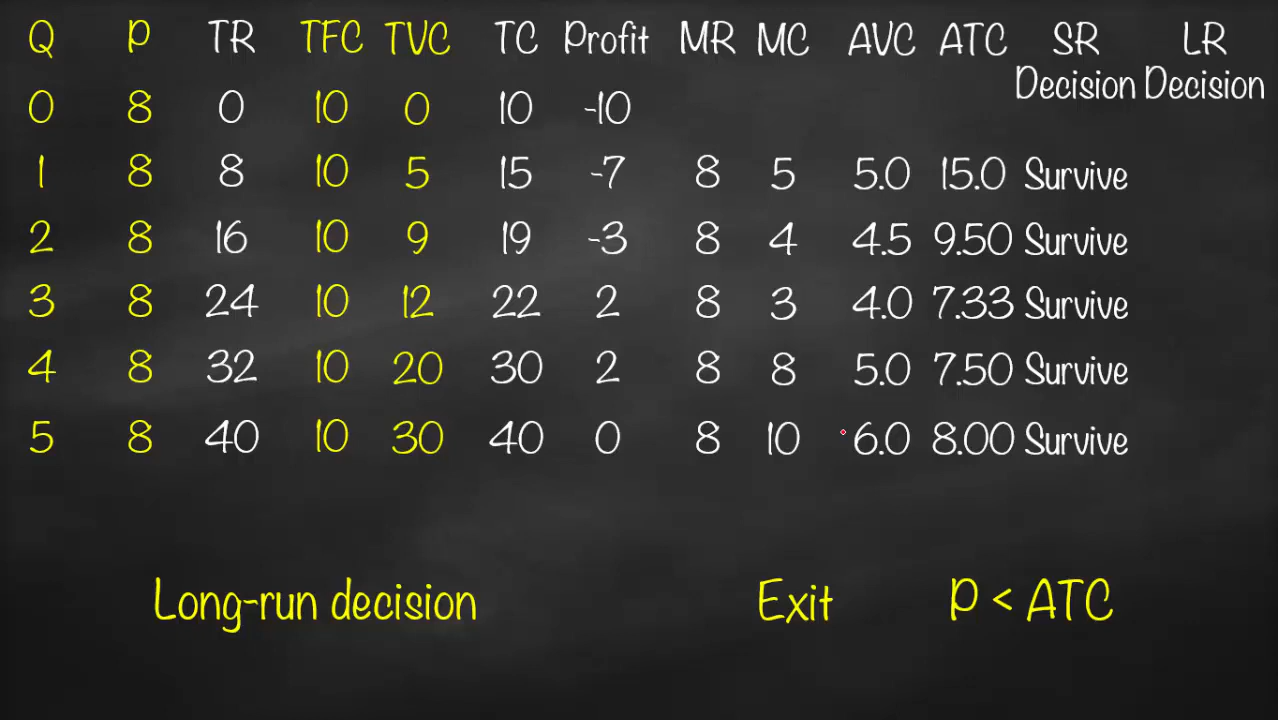 Q P TR TFC TVC TC Profit MR MC AVC ATC SR Decision LR Decision
0 8 0 10 0 10 -10
1 8 8 10 5 15 -7 8 5 5.0 15.0 Survive
2 8 16 10 9 19 -3 8 4 4.5 9.50 Survive
3 8 24 10 12 22 2 8 3 4.0 7.33 Survive
4 8 32 10 20 30 2 8 8 5.0 7.50 Survive
5 8 40 10 30 40 0 8 10 6.0 8.00 Survive
Long-run decision Exit P < ATC